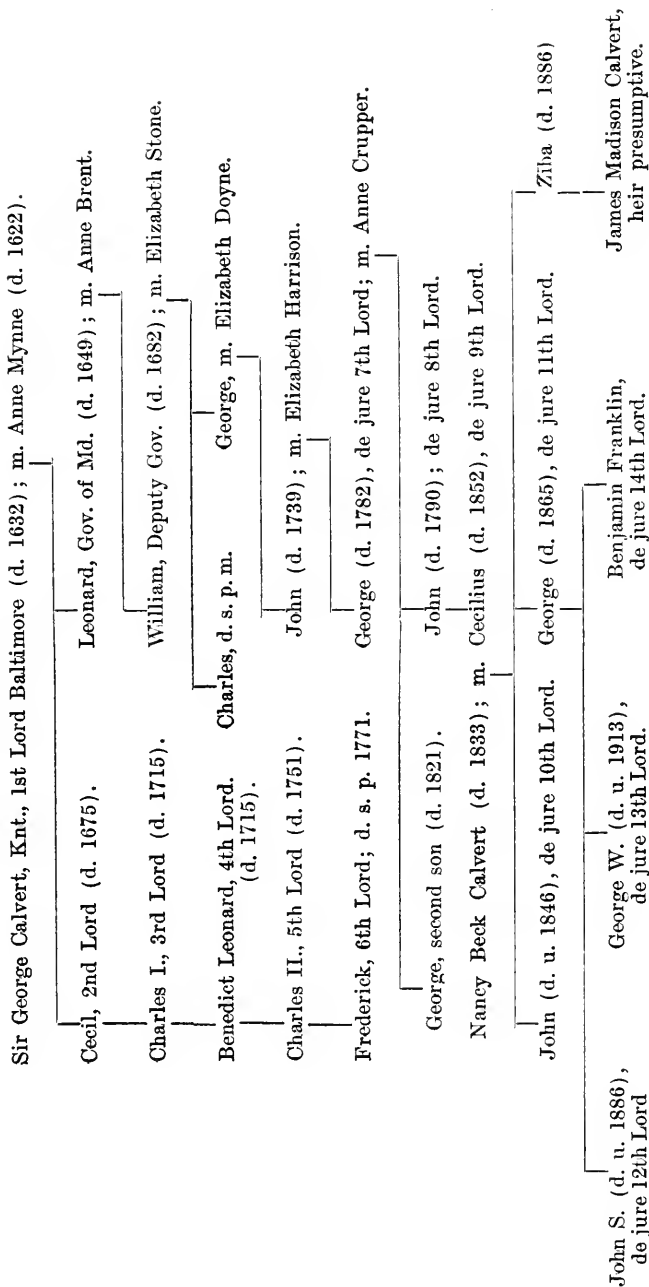 Sir George Calvert, Knt., 1st Lord Baltimore (d. 1632); m. Anne Mynne (d. 1622).
Cecil, 2nd Lord (d. 1675).
Leonard, Gov. of Md. (d. 1649); m. Anne Brent.
Charles I., 3rd Lord (d. 1715).
William, Deputy Gov. (d. 1682); m. Elizabeth Stone.
Benedict Leonard, 4th Lord.
(d. 1715).
Charles, d. s. p. m.
George, m. Elizabeth Doyne.
Charles II., 5th Lord (d. 1751).
John (d. 1739); m. Elizabeth Harrison.
Frederick, 6th Lord; d. s. p. 1771.
George (d. 1782), de jure 7th Lord; m. Anne Crupper.
George, second son (d. 1821).
John (d. 1790); de jure 8th Lord.
Nancy Beck Calvert (d. 1833); m. Cecilius (d. 1852), de jure 9th Lord.
John (d. u. 1846), de jure 10th Lord.
George (d. 1865), de jure 11th Lord.
Ziba (d. 1886)
John S. (d. u. 1886),
de jure 12th Lord
George W. (d. u. 1913),
de jure 13th Lord.
Benjamin Franklin,
de jure 14th Lord.
James Madison Calvert,
heir presumptive.